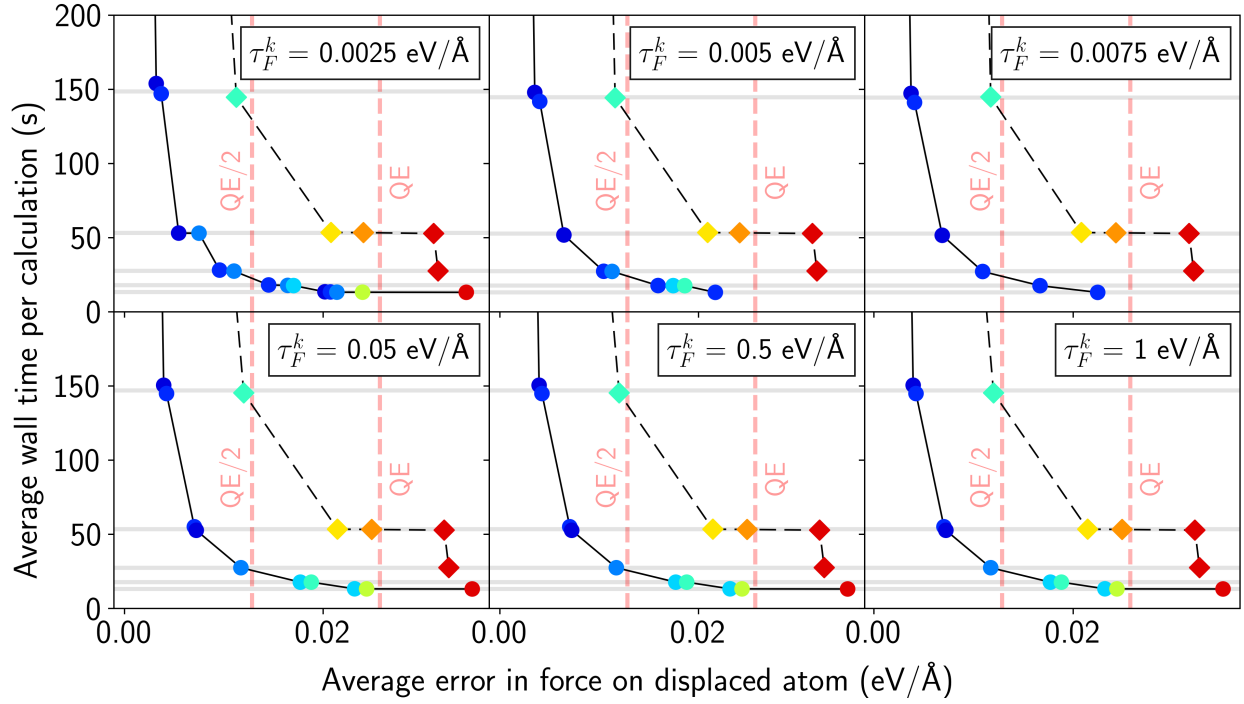 Average wall time per calculation (s)
200
150
100
50
0
τ_F^k = 0.0025 eV/Å
QE/2
QE
τ_F^k = 0.005 eV/Å
QE/2
QE
τ_F^k = 0.0075 eV/Å
QE/2
QE
150
100
50
0
τ_F^k = 0.05 eV/Å
QE/2
QE
τ_F^k = 0.5 eV/Å
QE/2
QE
τ_F^k = 1 eV/Å
QE/2
QE
0.00 0.02 0.00 0.02 0.00 0.02
Average error in force on displaced atom (eV/Å)